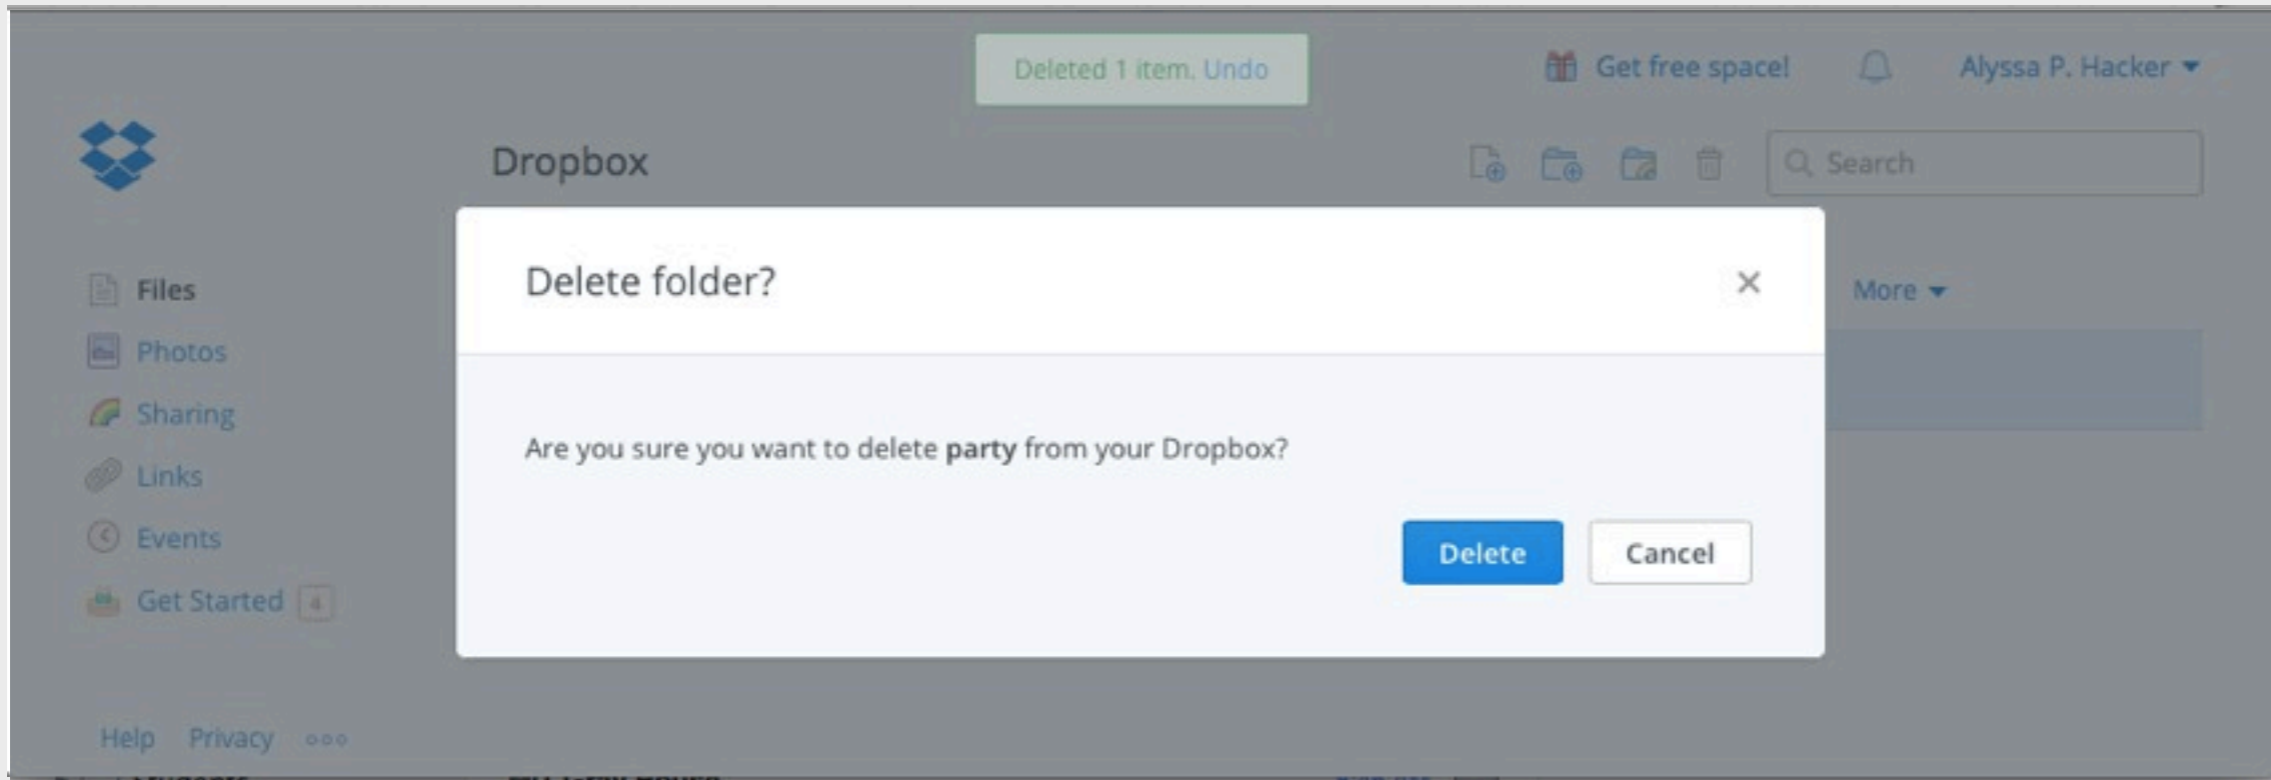 Deleted 1 item. Undo
Get free space!
Alyssa P. Hacker
Dropbox
Search
Delete folder?
More
Files
Photos
Sharing
Links
Events
Get Started 4
Are you sure you want to delete party from your Dropbox?
Delete
Cancel
Help Privacy